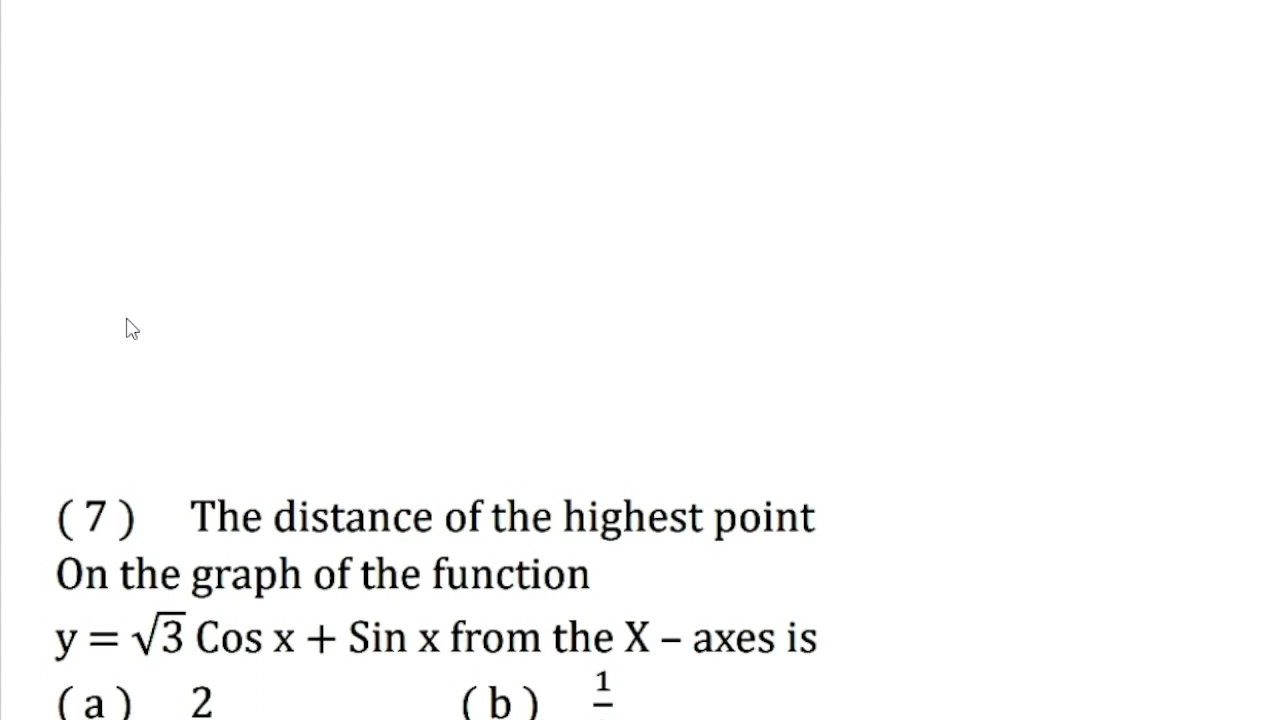 ( 7 ) The distance of the highest point
On the graph of the function
y = √3 Cos x + Sin x from the X – axes is
( a ) 2 ( b ) 1